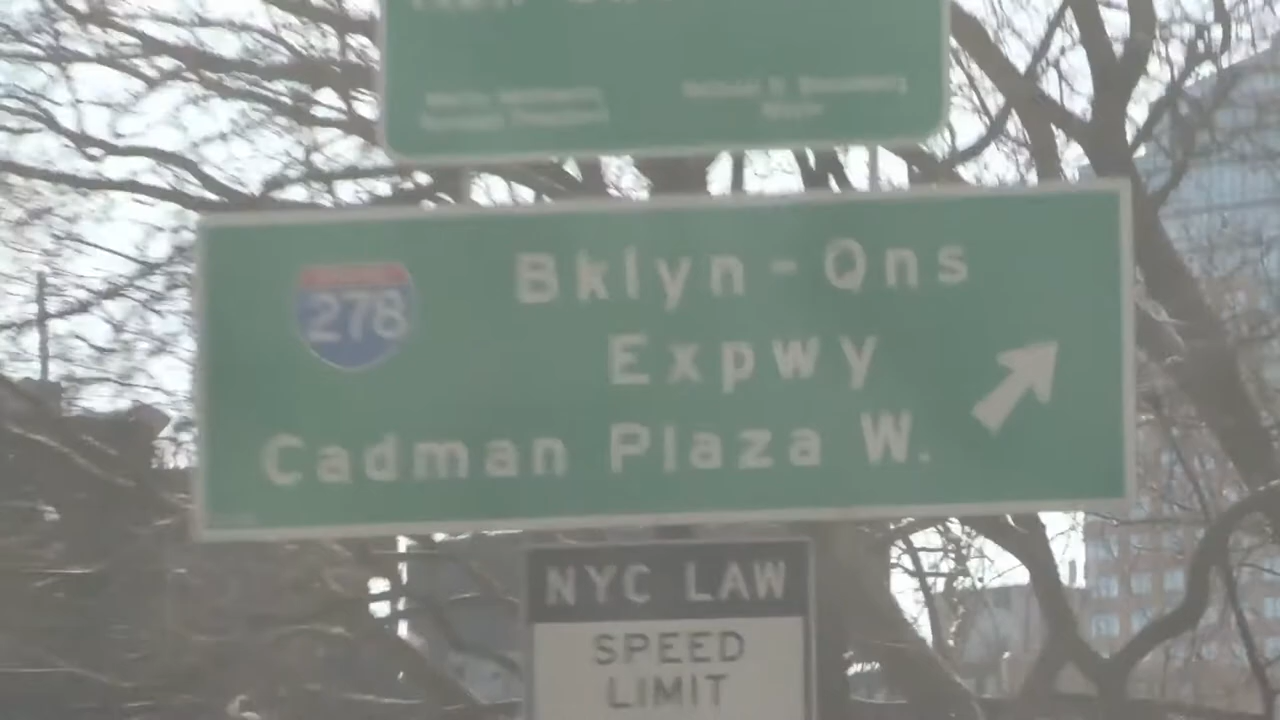 278
Bklyn-Qns
Expwy
Cadman Plaza W.
NYC LAW
SPEED
LIMIT